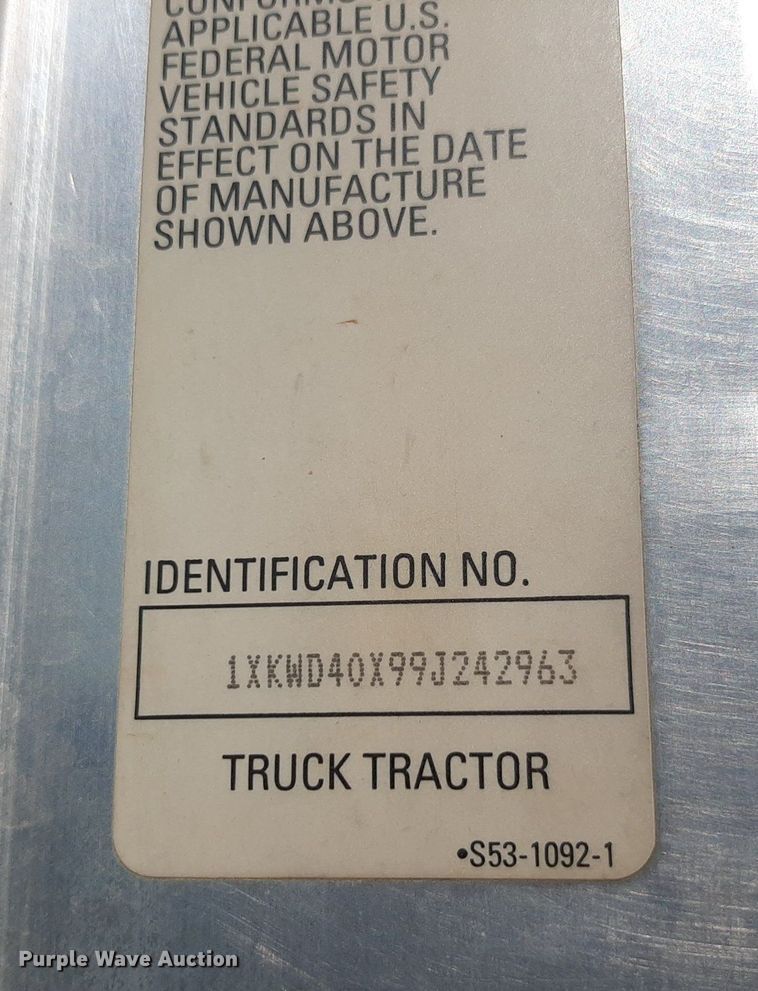 APPLICABLE U.S.
FEDERAL MOTOR
VEHICLE SAFETY
STANDARDS IN
EFFECT ON THE DATE
OF MANUFACTURE
SHOWN ABOVE.
IDENTIFICATION NO.
1XKWD40X99J242963
TRUCK TRACTOR
•S53-1092-1
Purple Wave Auction